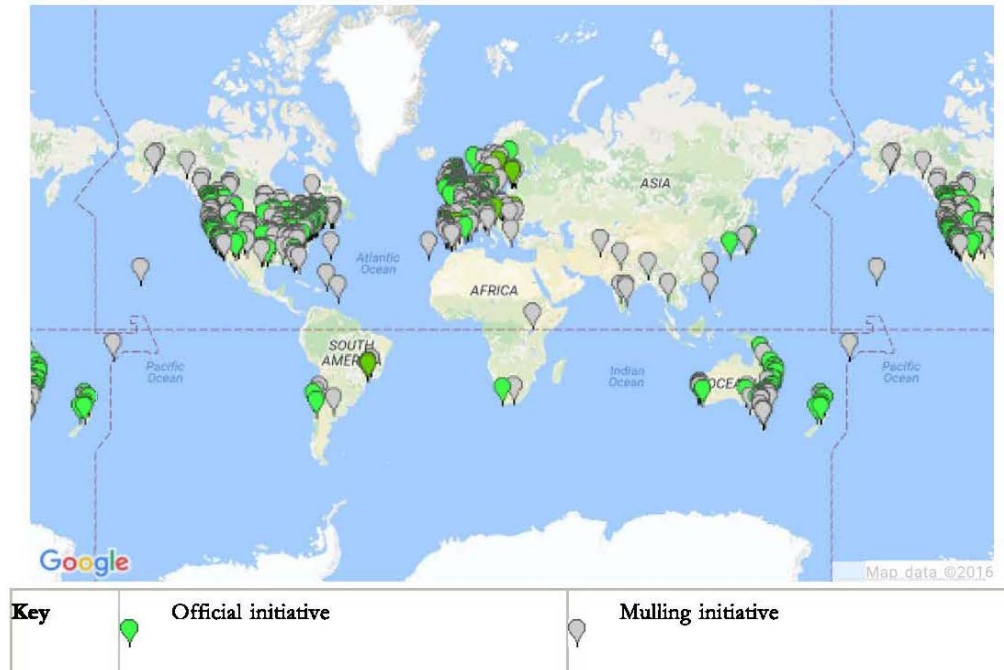 ASIA
Atlantic
Ocean
AFRICA
SOUTH
AMERICA
Pacific
Ocean
Indian
Ocean
OCEA
Pacific
Ocean
Google
Map data ©2016
Key Official initiative Mulling initiative